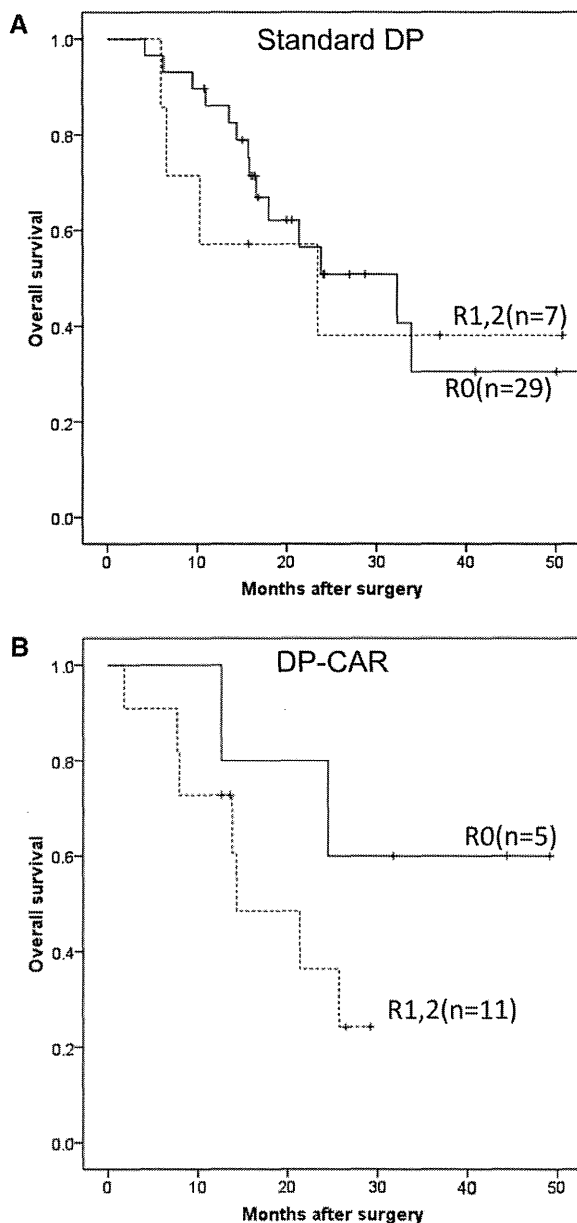 A
Standard DP
1.0
0.8
0.6
0.4
0.2
0.0
Overall survival
R1,2(n=7)
R0(n=29)
0
10
20
30
40
50
Months after surgery
B
DP-CAR
1.0
0.8
0.6
0.4
0.2
0.0
Overall survival
R0(n=5)
R1,2(n=11)
0
10
20
30
40
50
Months after surgery